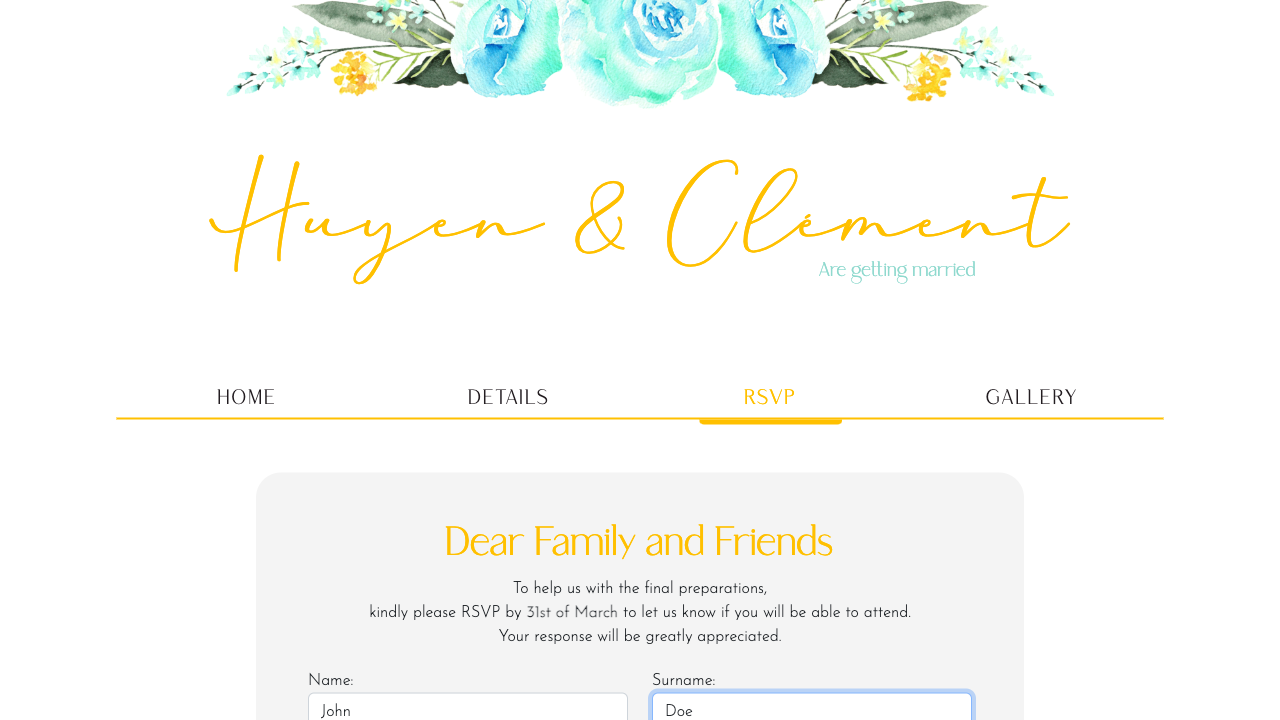 Huyen & Clément
Are getting married
HOME DETAILS RSVP GALLERY
Dear Family and Friends
To help us with the final preparations,
kindly please RSVP by 31st of March to let us know if you will be able to attend.
Your response will be greatly appreciated.
Name: Surname:
John Doe